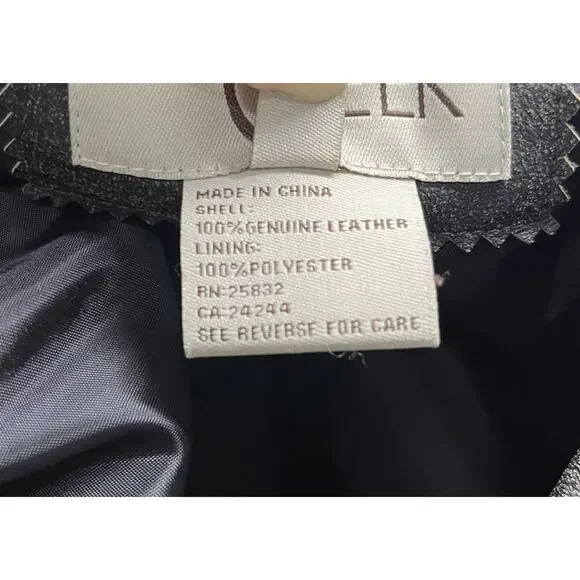 MADE IN CHINA
SHELL:
100%GENUINE LEATHER
LINING:
100%POLYESTER
RN:25832
CA:24244
SEE REVERSE FOR CARE